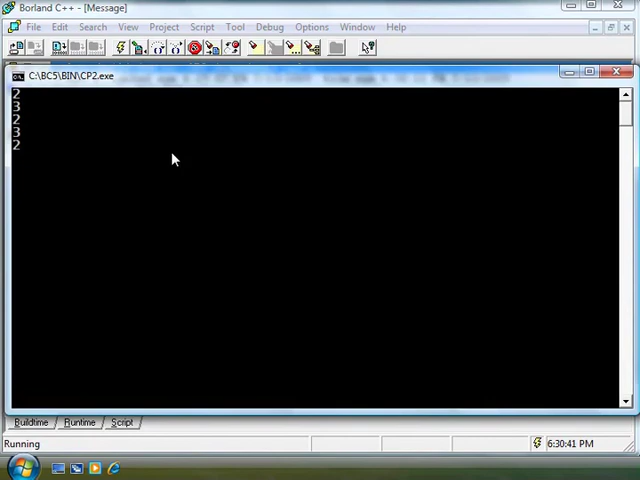 Borland C++ - [Message]
File Edit Search View Project Script Tool Debug Options Window Help
C:\BC5\BIN\CP2.exe
2
3
2
3
2
Buildtime Runtime Script
Running
6:30:41 PM